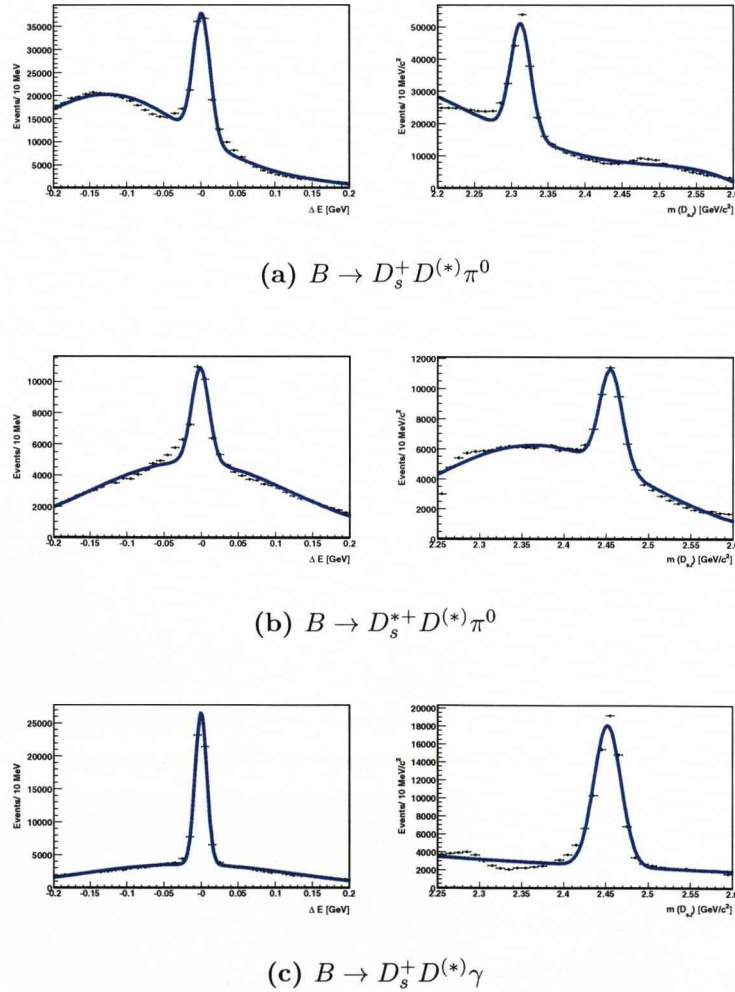 Events/ 10 MeV
35000
30000
25000
20000
15000
10000
5000
0
-0.2 -0.15 -0.1 -0.05 -0 0.05 0.1 0.15 0.2
Δ E [GeV]
Events/ 10 MeV/c²
50000
40000
30000
20000
10000
0
2.2 2.25 2.3 2.35 2.4 2.45 2.5 2.55 2.6
m (D_sJ) [GeV/c²]
(a) B → D_s^+ D^(*) π^0
Events/ 10 MeV
10000
8000
6000
4000
2000
0
-0.2 -0.15 -0.1 -0.05 -0 0.05 0.1 0.15 0.2
Δ E [GeV]
Events/ 10 MeV/c²
12000
10000
8000
6000
4000
2000
0
2.25 2.3 2.35 2.4 2.45 2.5 2.55 2.6
m (D_sJ) [GeV/c²]
(b) B → D_s^*+ D^(*) π^0
Events/ 10 MeV
25000
20000
15000
10000
5000
0
-0.2 -0.15 -0.1 -0.05 -0 0.05 0.1 0.15 0.2
Δ E [GeV]
Events/ 10 MeV/c²
20000
18000
16000
14000
12000
10000
8000
6000
4000
2000
0
2.25 2.3 2.35 2.4 2.45 2.5 2.55 2.6
m (D_sJ) [GeV/c²]
(c) B → D_s^+ D^(*) γ